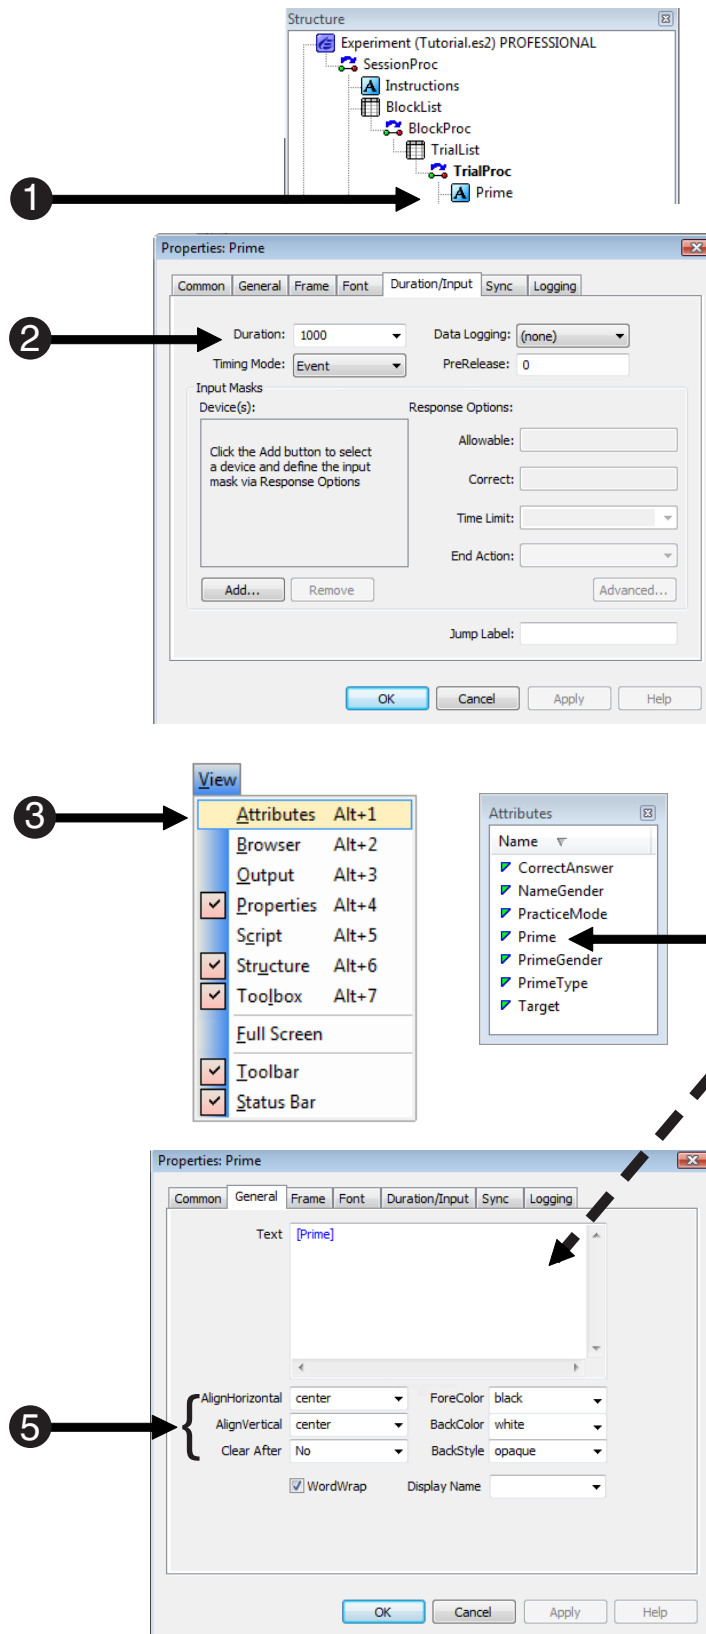 Structure
Experiment (Tutorial.es2) PROFESSIONAL
SessionProc
Instructions
BlockList
BlockProc
TrialList
TrialProc
1
Prime
Properties: Prime
Common General Frame Font Duration/Input Sync Logging
2
Duration: 1000 Data Logging: (none)
Timing Mode: Event PreRelease: 0
Input Masks
Device(s): Response Options:
Click the Add button to select
a device and define the input
mask via Response Options
Allowable:
Correct:
Time Limit:
End Action:
Add... Remove Advanced...
Jump Label:
OK Cancel Apply Help
View
3
Attributes Alt+1
Browser Alt+2
Output Alt+3
Properties Alt+4
Script Alt+5
Structure Alt+6
Toolbox Alt+7
Full Screen
Toolbar
Status Bar
Attributes
Name
CorrectAnswer
NameGender
PracticeMode
Prime
PrimeGender
PrimeType
Target
Properties: Prime
Common General Frame Font Duration/Input Sync Logging
Text [Prime]
5
AlignHorizontal center ForeColor black
AlignVertical center BackColor white
Clear After No BackStyle opaque
WordWrap Display Name
OK Cancel Apply Help